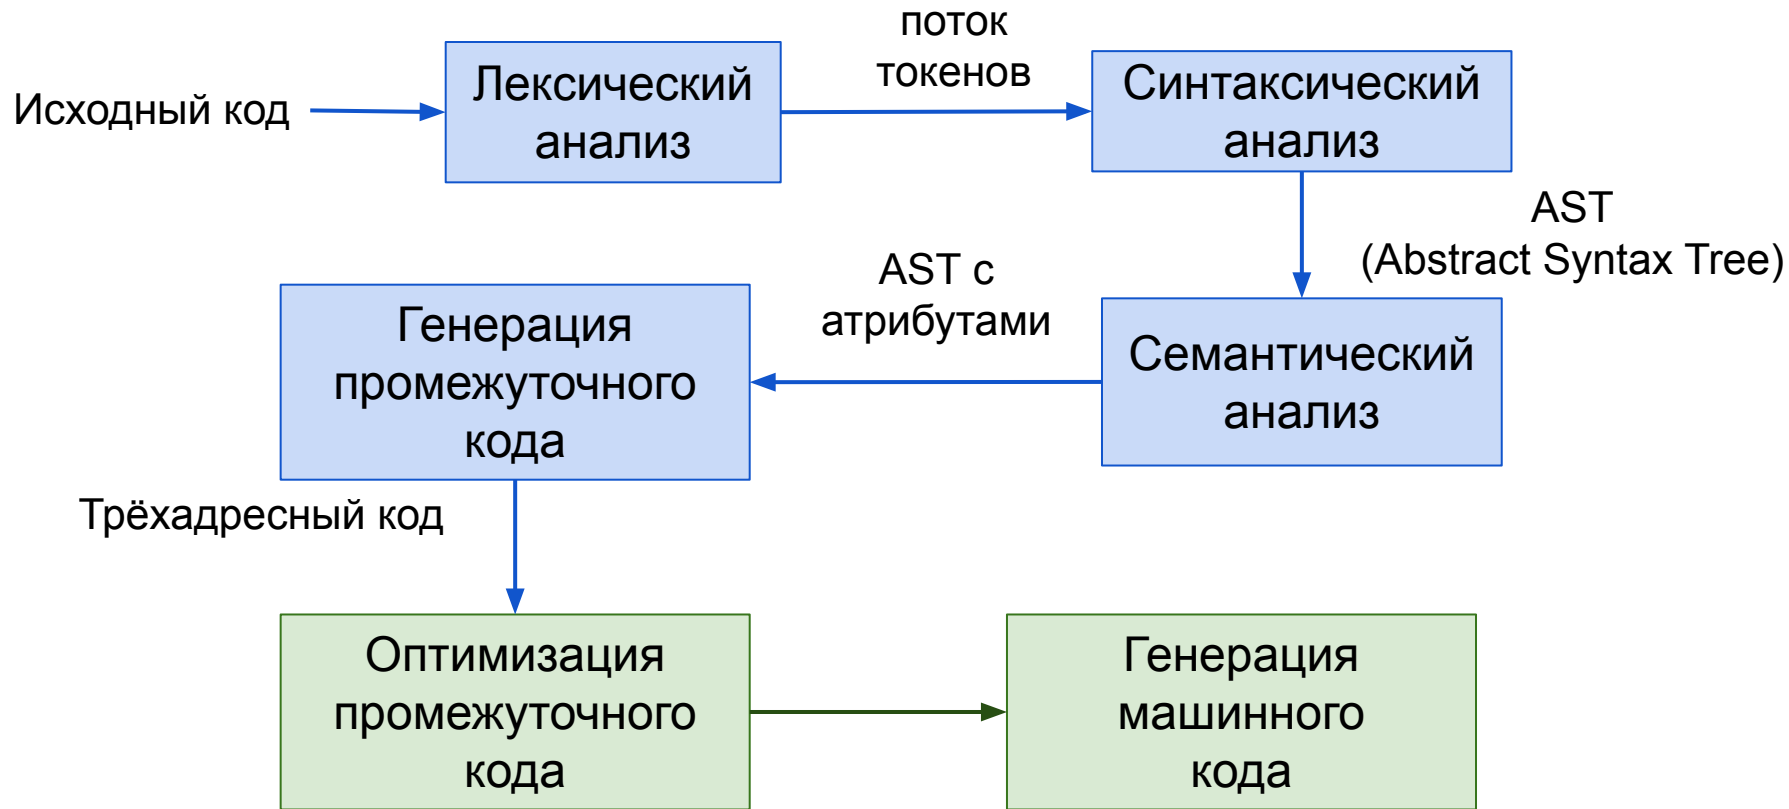 поток
токенов
Исходный код
Лексический
анализ
Синтаксический
анализ
AST
(Abstract Syntax Tree)
AST с
атрибутами
Семантический
анализ
Генерация
промежуточного
кода
Трёхадресный код
Оптимизация
промежуточного
кода
Генерация
машинного
кода